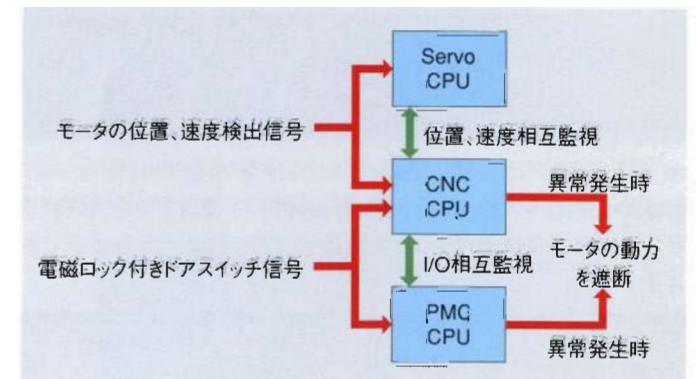 Servo
CPU
モータの位置、速度検出信号
位置、速度相互監視
CNC
CPU
異常発生時
電磁ロック付きドアスイッチ信号
I/O相互監視
モータの動力
を遮断
PMC
CPU
異常発生時